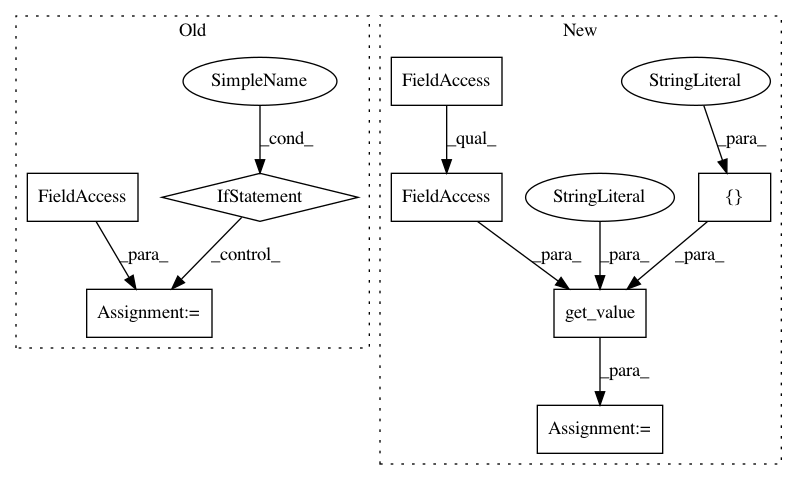 Old
New
SimpleName
FieldAccess
StringLiteral
_cond_
_qual_
_para_
FieldAccess
IfStatement
FieldAccess
StringLiteral
{}
_para_
_control_
_para_
_para_
_para_
Assignment:=
get_value
_para_
Assignment:=